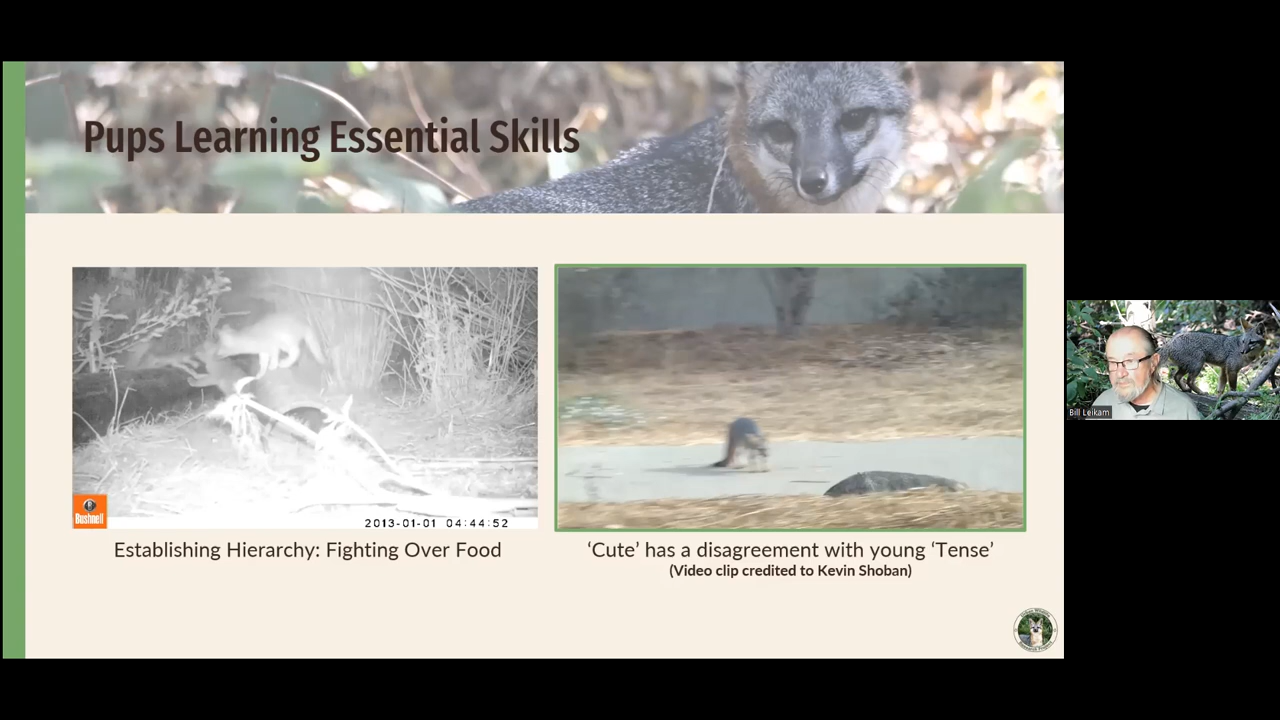 Pups Learning Essential Skills
Bushnell
2013-01-01 04:44:52
Establishing Hierarchy: Fighting Over Food
‘Cute’ has a disagreement with young ‘Tense’
(Video clip credited to Kevin Shoban)
Bill Leikam